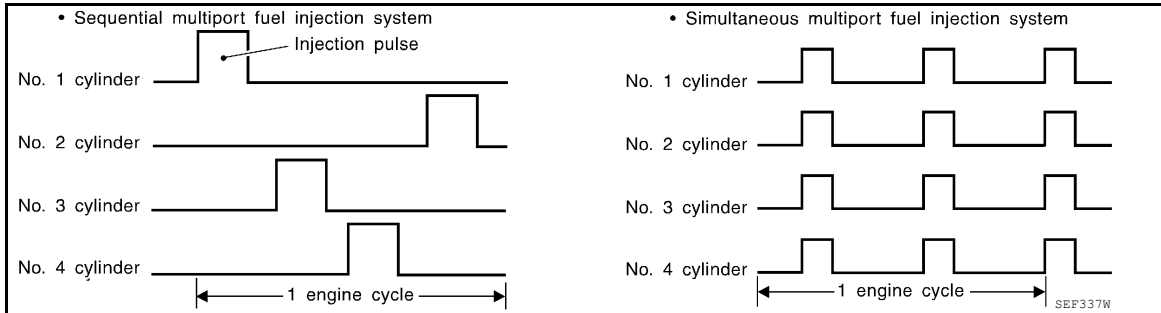 • Sequential multiport fuel injection system
Injection pulse
No. 1 cylinder
No. 2 cylinder
No. 3 cylinder
No. 4 cylinder
1 engine cycle
• Simultaneous multiport fuel injection system
No. 1 cylinder
No. 2 cylinder
No. 3 cylinder
No. 4 cylinder
1 engine cycle
SEF337W